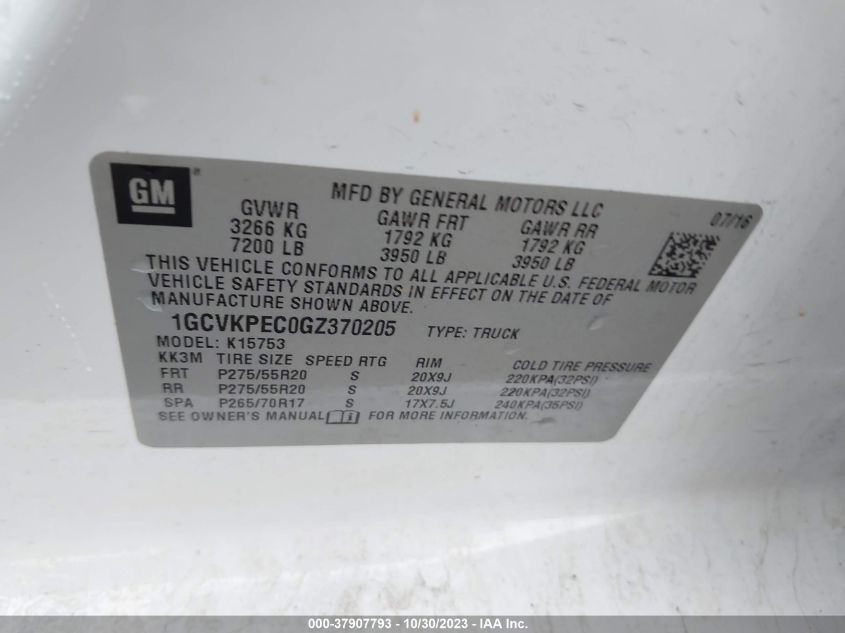 GM ®
MFD BY GENERAL MOTORS LLC
07/16
GVWR GAWR FRT GAWR RR
3266 KG 1792 KG 1792 KG
7200 LB 3950 LB 3950 LB
THIS VEHICLE CONFORMS TO ALL APPLICABLE U.S. FEDERAL MOTOR
VEHICLE SAFETY STANDARDS IN EFFECT ON THE DATE OF
MANUFACTURE SHOWN ABOVE.
1GCVKPEC0GZ370205 TYPE: TRUCK
MODEL: K15753
KK3M TIRE SIZE SPEED RTG RIM COLD TIRE PRESSURE
FRT P275/55R20 S 20X9J 220KPA(32PSI)
RR P275/55R20 S 20X9J 220KPA(32PSI)
SPA P265/70R17 S 17X7.5J 240KPA(35PSI)
SEE OWNER'S MANUAL FOR MORE INFORMATION.
000-37907793 - 10/30/2023 - IAA Inc.